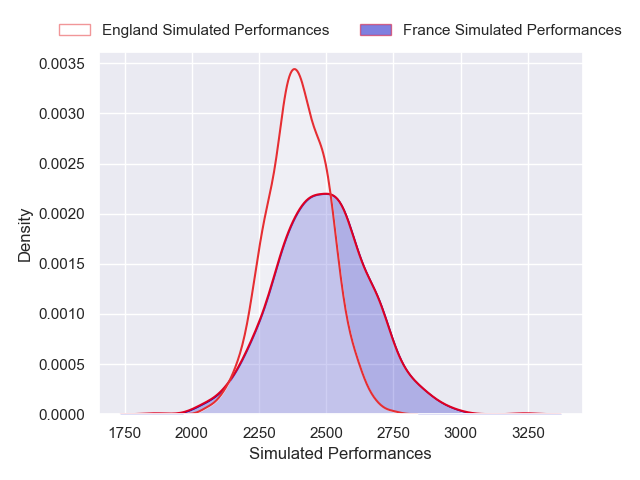 England Simulated Performances France Simulated Performances
0.0035
0.0030
0.0025
0.0020
0.0015
0.0010
0.0005
0.0000
Density
1750 2000 2250 2500 2750 3000 3250
Simulated Performances